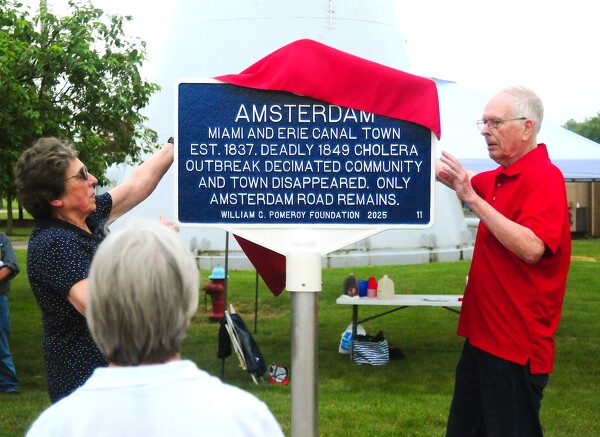 AMSTERDAM
MIAMI AND ERIE CANAL TOWN
EST. 1837. DEADLY 1849 CHOLERA
OUTBREAK DECIMATED COMMUNITY
AND TOWN DISAPPEARED. ONLY
AMSTERDAM ROAD REMAINS.
WILLIAM C. POMEROY FOUNDATION 2025 11